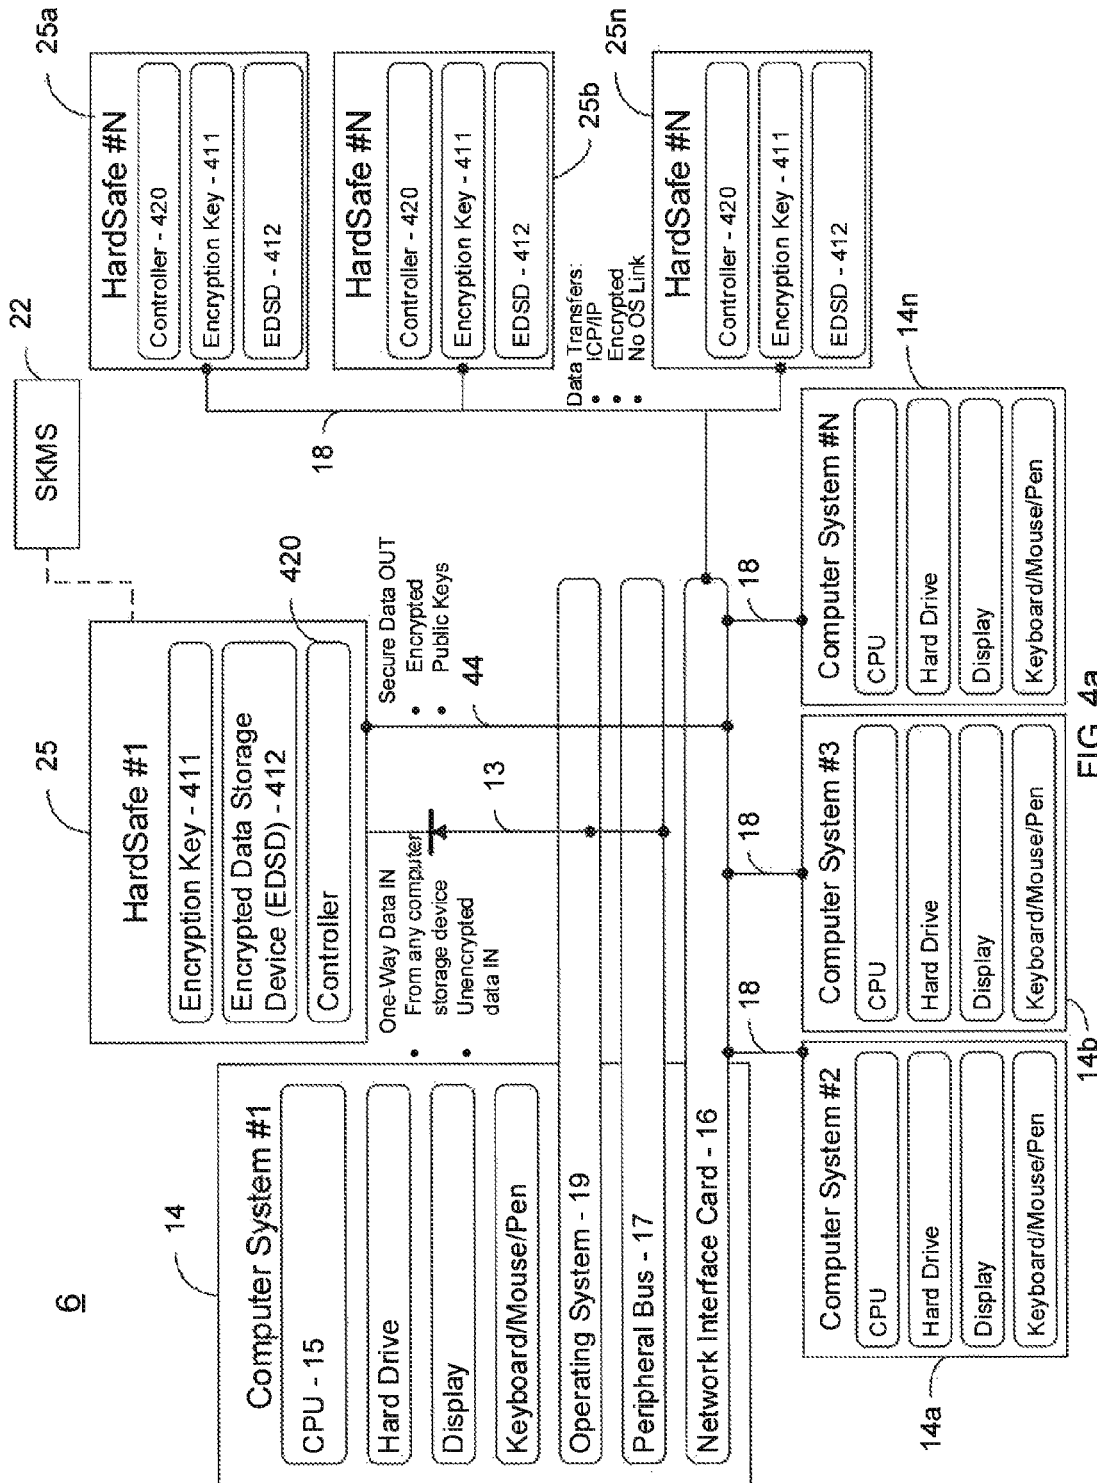 6
14
Computer System #1
CPU - 15
Hard Drive
Display
Keyboard/Mouse/Pen
Operating System - 19
Peripheral Bus - 17
Network Interface Card - 16
25
HardSafe #1
Encryption Key - 411
Encrypted Data Storage
Device (EDSD) - 412
Controller
420
22
SKMS
One-Way Data IN
• From any computer
storage device
• Unencrypted
data IN
13
Secure Data OUT
• Encrypted
• Public Keys
44
18
25a
HardSafe #N
Controller - 420
Encryption Key - 411
EDSD - 412
HardSafe #N
Controller - 420
Encryption Key - 411
EDSD - 412
25b
Data Transfers:
• ICP/IP
• Encrypted
• No OS Link
25n
HardSafe #N
Controller - 420
Encryption Key - 411
EDSD - 412
18
18
18
Computer System #2
CPU
Hard Drive
Display
Keyboard/Mouse/Pen
14a
Computer System #3
CPU
Hard Drive
Display
Keyboard/Mouse/Pen
14b
Computer System #N
CPU
Hard Drive
Display
Keyboard/Mouse/Pen
14n
FIG. 4a